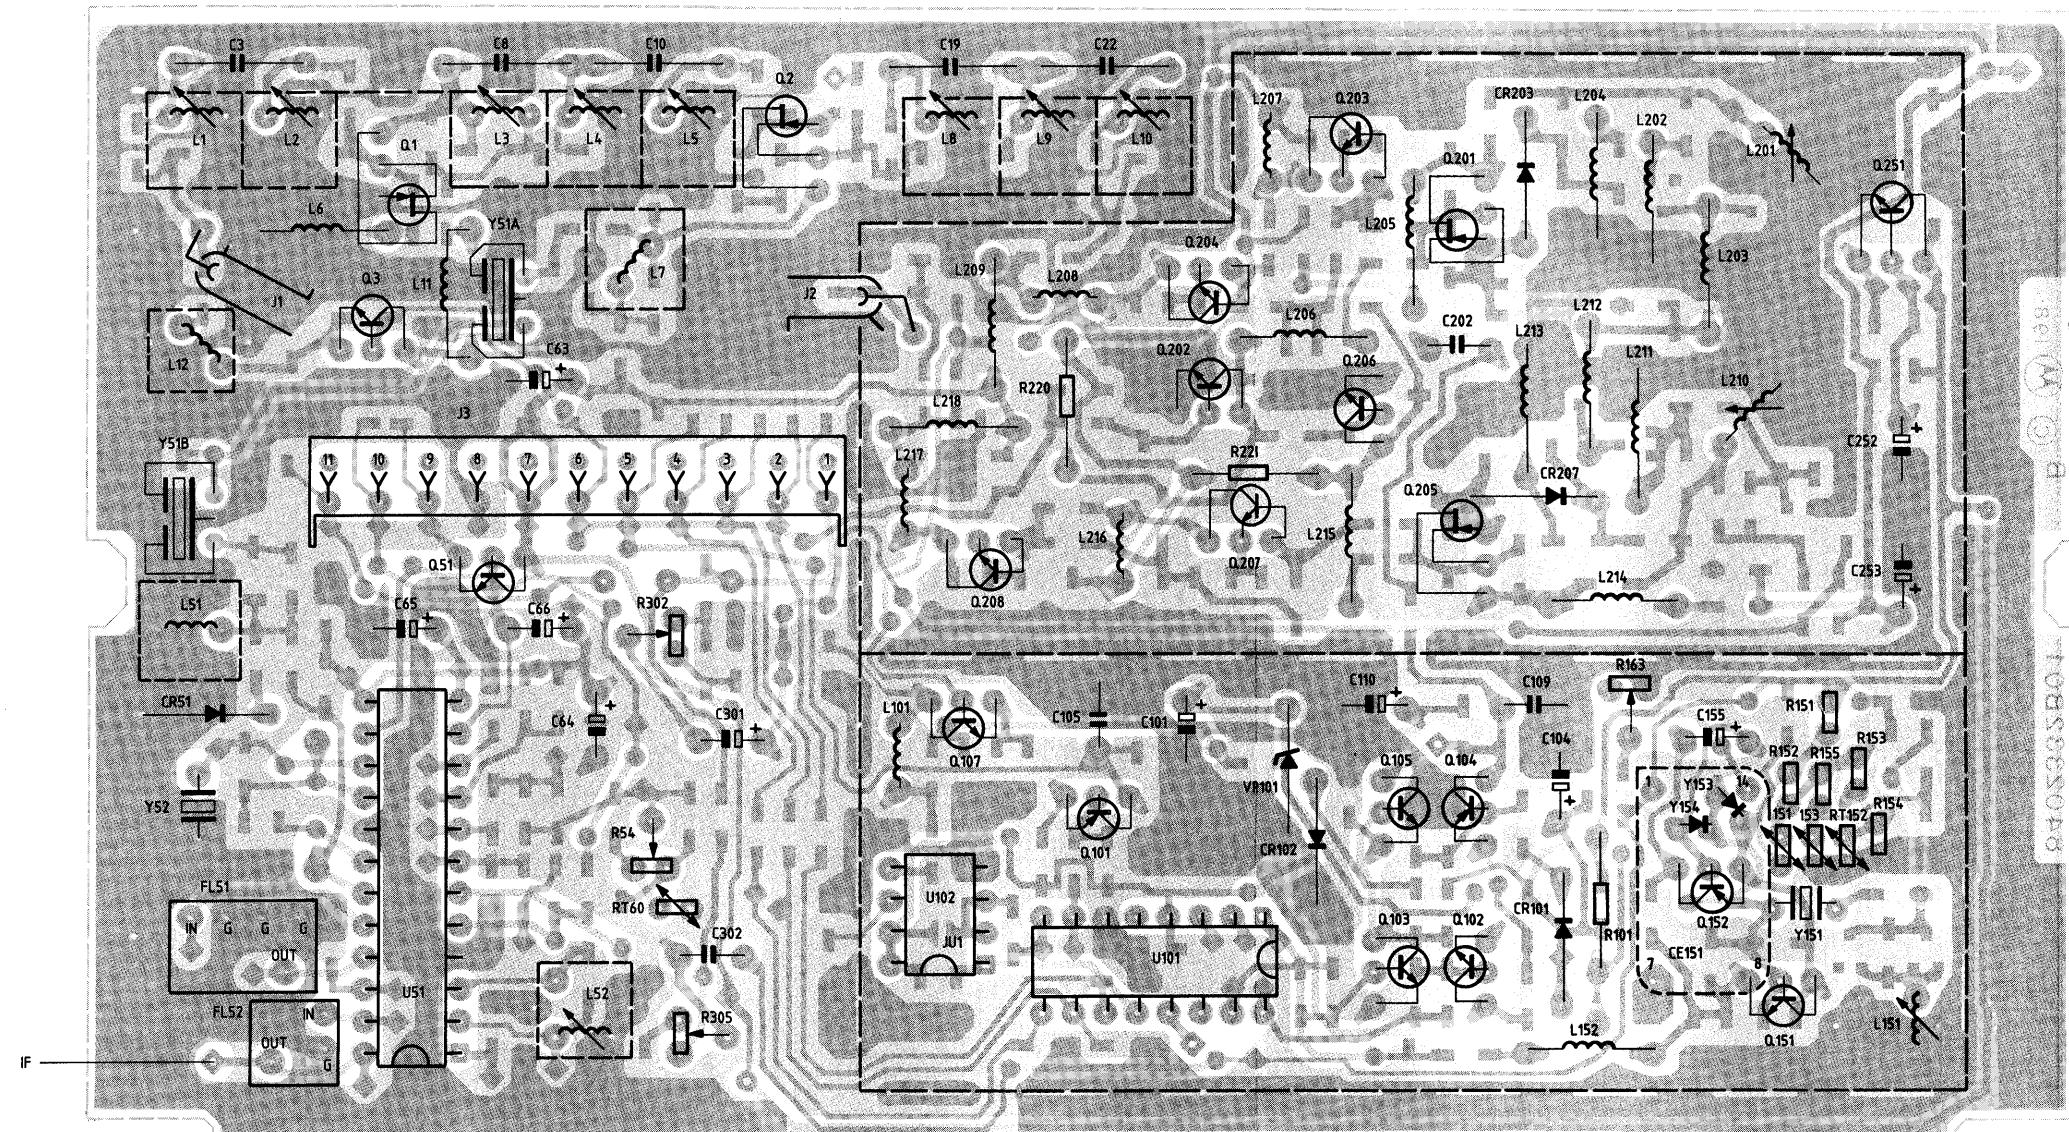 C3 C8 C10 C19 C22
Q2
L1 L2 L3 L4 L5 L8 L9 L10
L207 Q203 CR203 L204 L202 L201 Q251
Q1 Q201
L6 Y51A L205
Q204
J1 Q3 L11 L7 J2 L209 L208 L203
L206 C202 L213 L212
L12 C63 + Q202 Q206 L211
R220 L210
J3 L218
Y51B C252 +
11 10 9 8 7 6 5 4 3 2 1
L217 R221 CR207
Q205
L216 L215
Q51 Q207 C253
L51 Q208 L214 +
C65 + C66 + R302
R163
CR51 C64 + C301 + L101 C105 C101 + C110 + C109 R151
Q107 C104 C155 + R153
R152 R155
Q105 Q104
1 14
Y52 VR101 + Y153
Y154 151 153 RT152 R154
R54 Q101 CR102
FL51
IN G G G RT60 U102 CR101
C302 JU1 Q103 Q102 R101 Q152 Y151
OUT U101 CE151
7 8
U51 L52
FL52 IN R305 L151
OUT L152 Q151
IF G
8402332B01